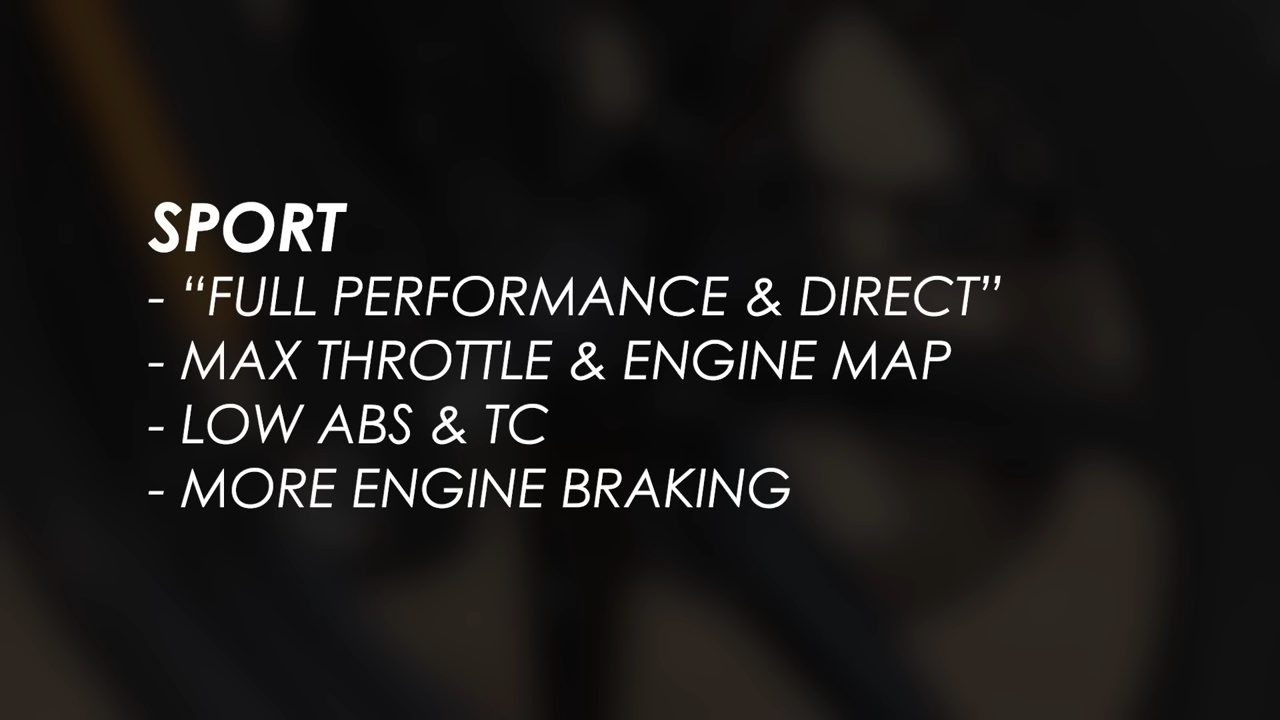 SPORT
- “FULL PERFORMANCE & DIRECT”
- MAX THROTTLE & ENGINE MAP
- LOW ABS & TC
- MORE ENGINE BRAKING